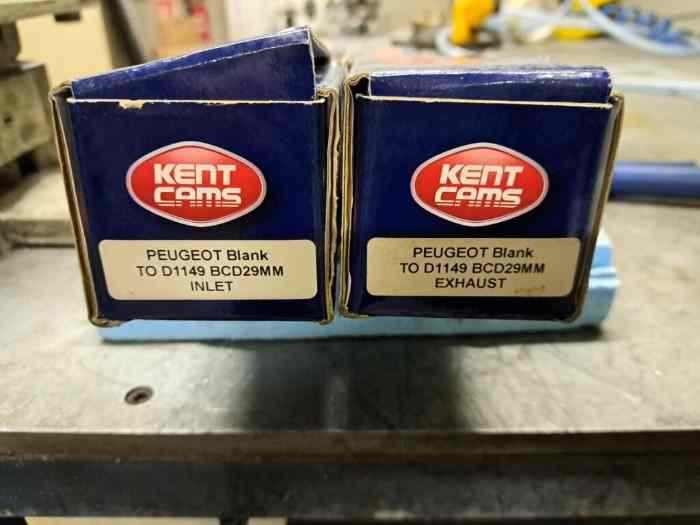 KENT
CAMS
PEUGEOT Blank
TO D1149 BCD29MM
INLET
KENT
CAMS
PEUGEOT Blank
TO D1149 BCD29MM
EXHAUST